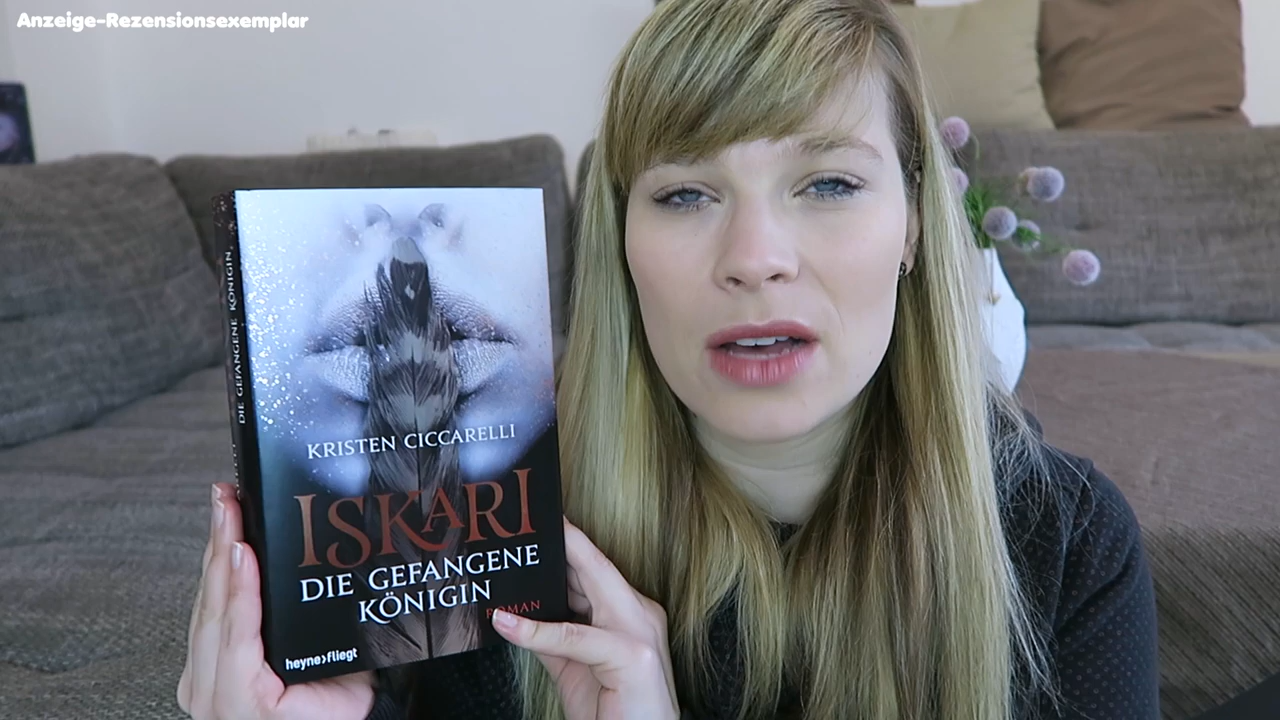 Anzeige-Rezensionsexemplar
DIE GEFANGENE KÖNIGIN
KRISTEN CICCARELLI
ISKARI
DIE GEFANGENE
KÖNIGIN
ROMAN
heyne›fliegt